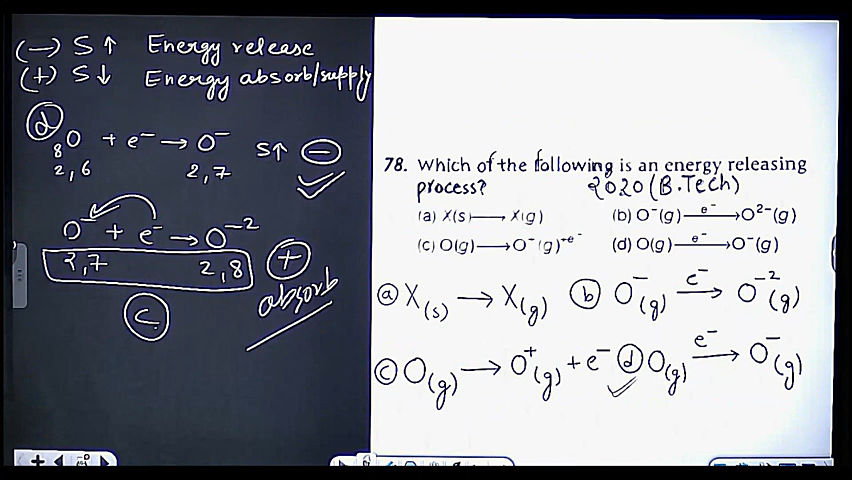 (-) S ↑ Energy release
(+) S ↓ Energy absorb/supply
(d)
₈O + e⁻ → O⁻ S↑ (-)
2,6 2,7
O⁻ + e⁻ → O⁻² (+)
2,7 2,8 absorb
(c)
78. Which of the following is an energy releasing
process? 2020 (B.Tech)
(a) X(s) → X(g) (b) O⁻(g) —e⁻→ O²⁻(g)
(c) O(g) → O⁻(g)+e⁻ (d) O(g) —e⁻→ O⁻(g)
(a) X(s) → X(g) (b) O⁻(g) —e⁻→ O⁻²(g)
(c) O(g) → O⁺(g) + e⁻ (d) O(g) —e⁻→ O⁻(g)